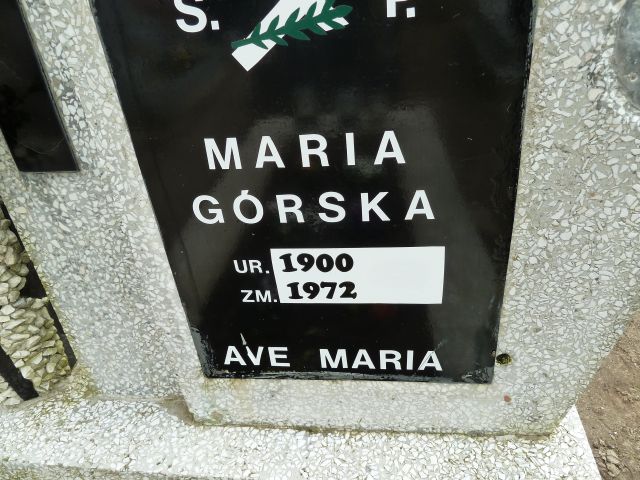 Ś. P.
MARIA
GÓRSKA
UR. 1900
ZM. 1972
AVE MARIA